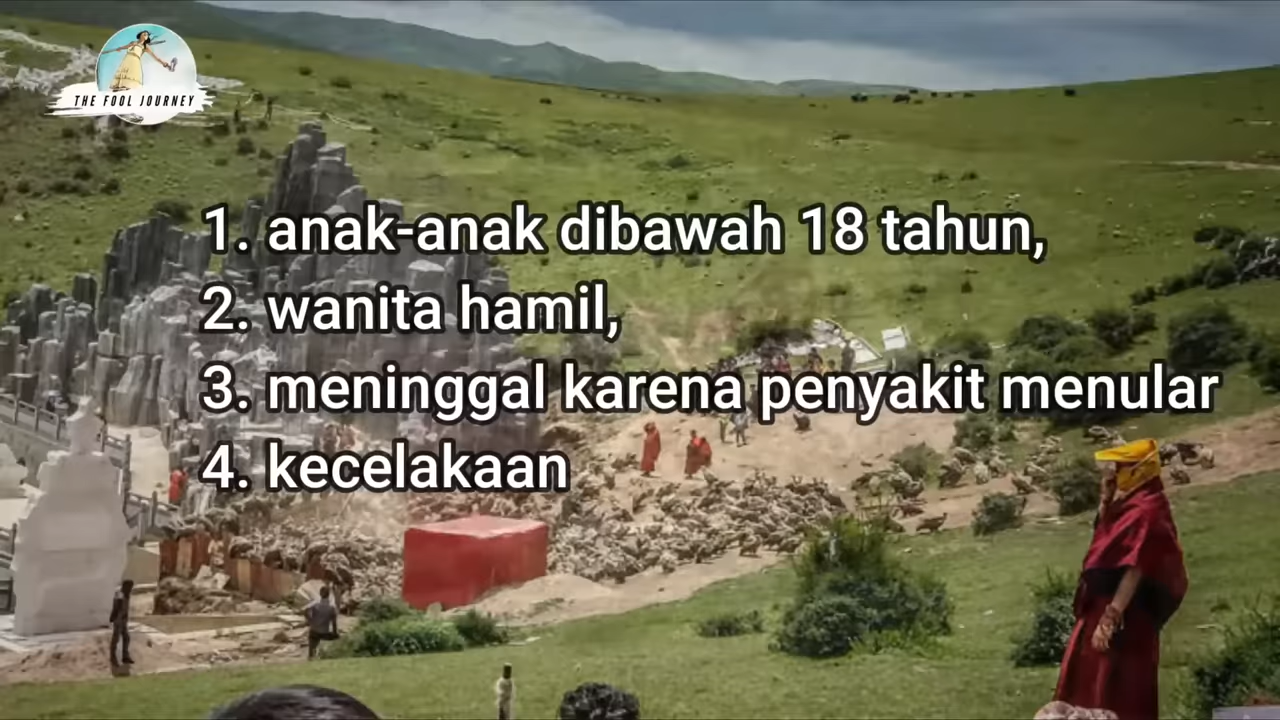 THE FOOL JOURNEY
1. anak-anak dibawah 18 tahun,
2. wanita hamil,
3. meninggal karena penyakit menular
4. kecelakaan